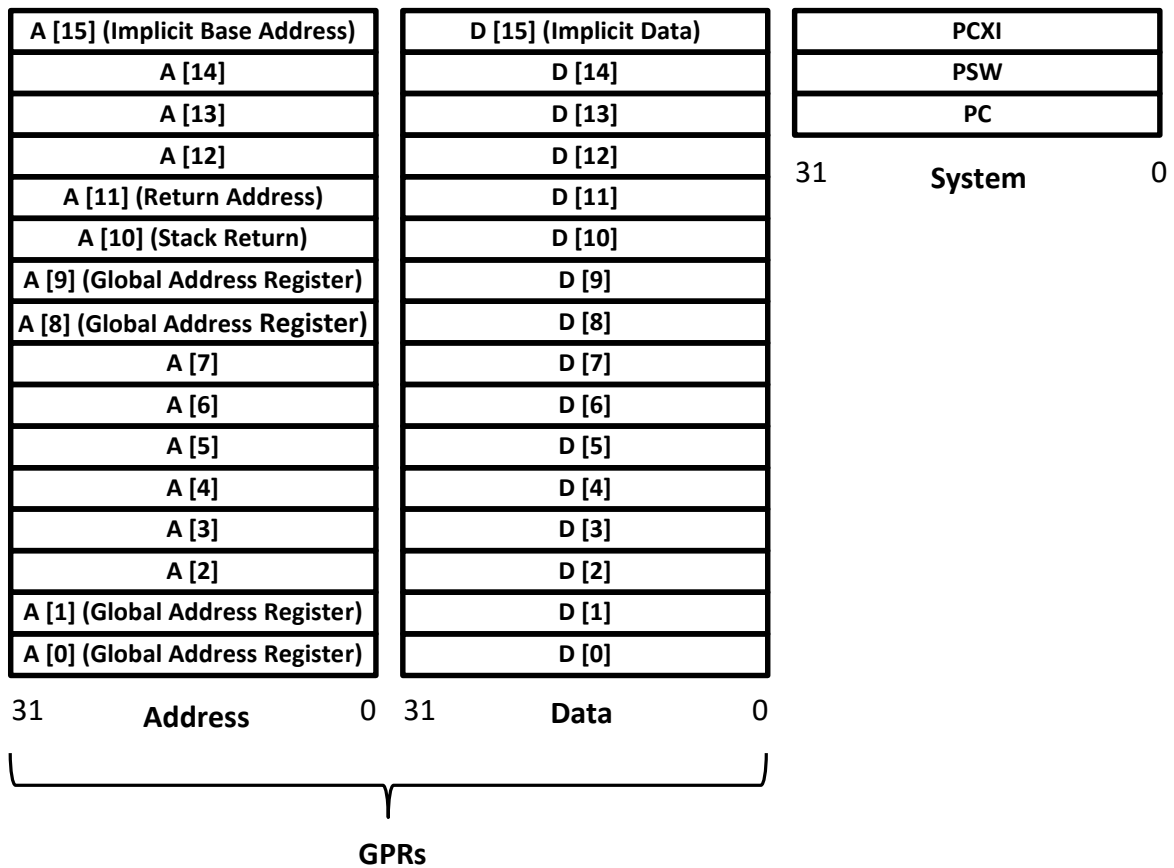 A [15] (Implicit Base Address) D [15] (Implicit Data) PCXI
A [14] D [14] PSW
A [13] D [13] PC
A [12] D [12]
31 System 0
A [11] (Return Address) D [11]
A [10] (Stack Return) D [10]
A [9] (Global Address Register) D [9]
A [8] (Global Address Register) D [8]
A [7] D [7]
A [6] D [6]
A [5] D [5]
A [4] D [4]
A [3] D [3]
A [2] D [2]
A [1] (Global Address Register) D [1]
A [0] (Global Address Register) D [0]
31 Address 0 31 Data 0
GPRs